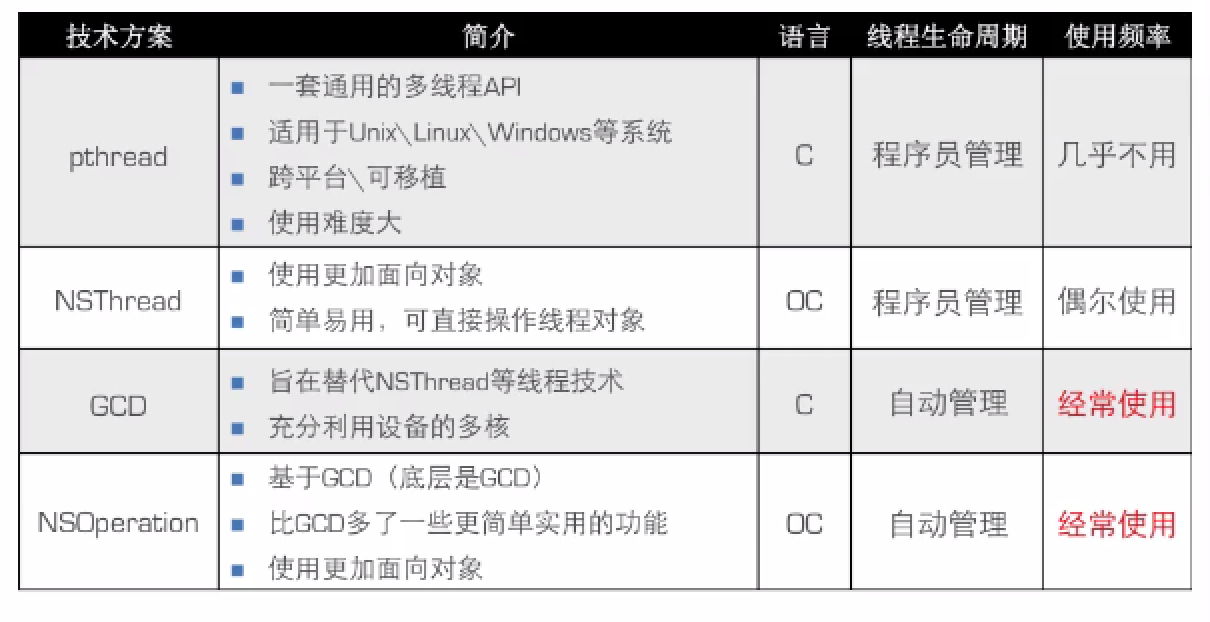 技术方案 简介 语言 线程生命周期 使用频率
一套通用的多线程API
适用于Unix\Linux\Windows等系统
pthread C 程序员管理 几乎不用
跨平台\可移植
使用难度大
使用更加面向对象
NSThread OC 程序员管理 偶尔使用
简单易用，可直接操作线程对象
旨在替代NSThread等线程技术
GCD C 自动管理 经常使用
充分利用设备的多核
基于GCD（底层是GCD）
比GCD多了一些更简单实用的功能
NSOperation OC 自动管理 经常使用
使用更加面向对象